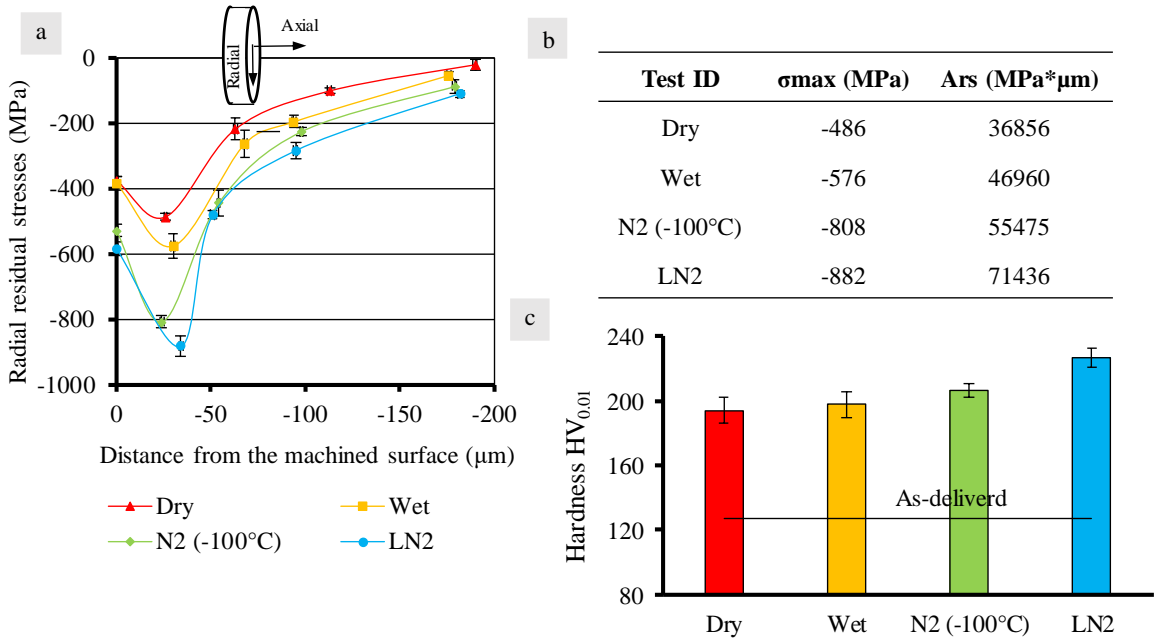 a
Axial
Radial
Radial residual stresses (MPa)
0
-200
-400
-600
-800
-1000
0 -50 -100 -150 -200
Distance from the machined surface (μm)
Dry Wet
N2 (-100°C) LN2
b
Test ID σmax (MPa) Ars (MPa*μm)
Dry -486 36856
Wet -576 46960
N2 (-100°C) -808 55475
LN2 -882 71436
c
Hardness HV0.01
240
200
160
120
80
As-deliverd
Dry Wet N2 (-100°C) LN2